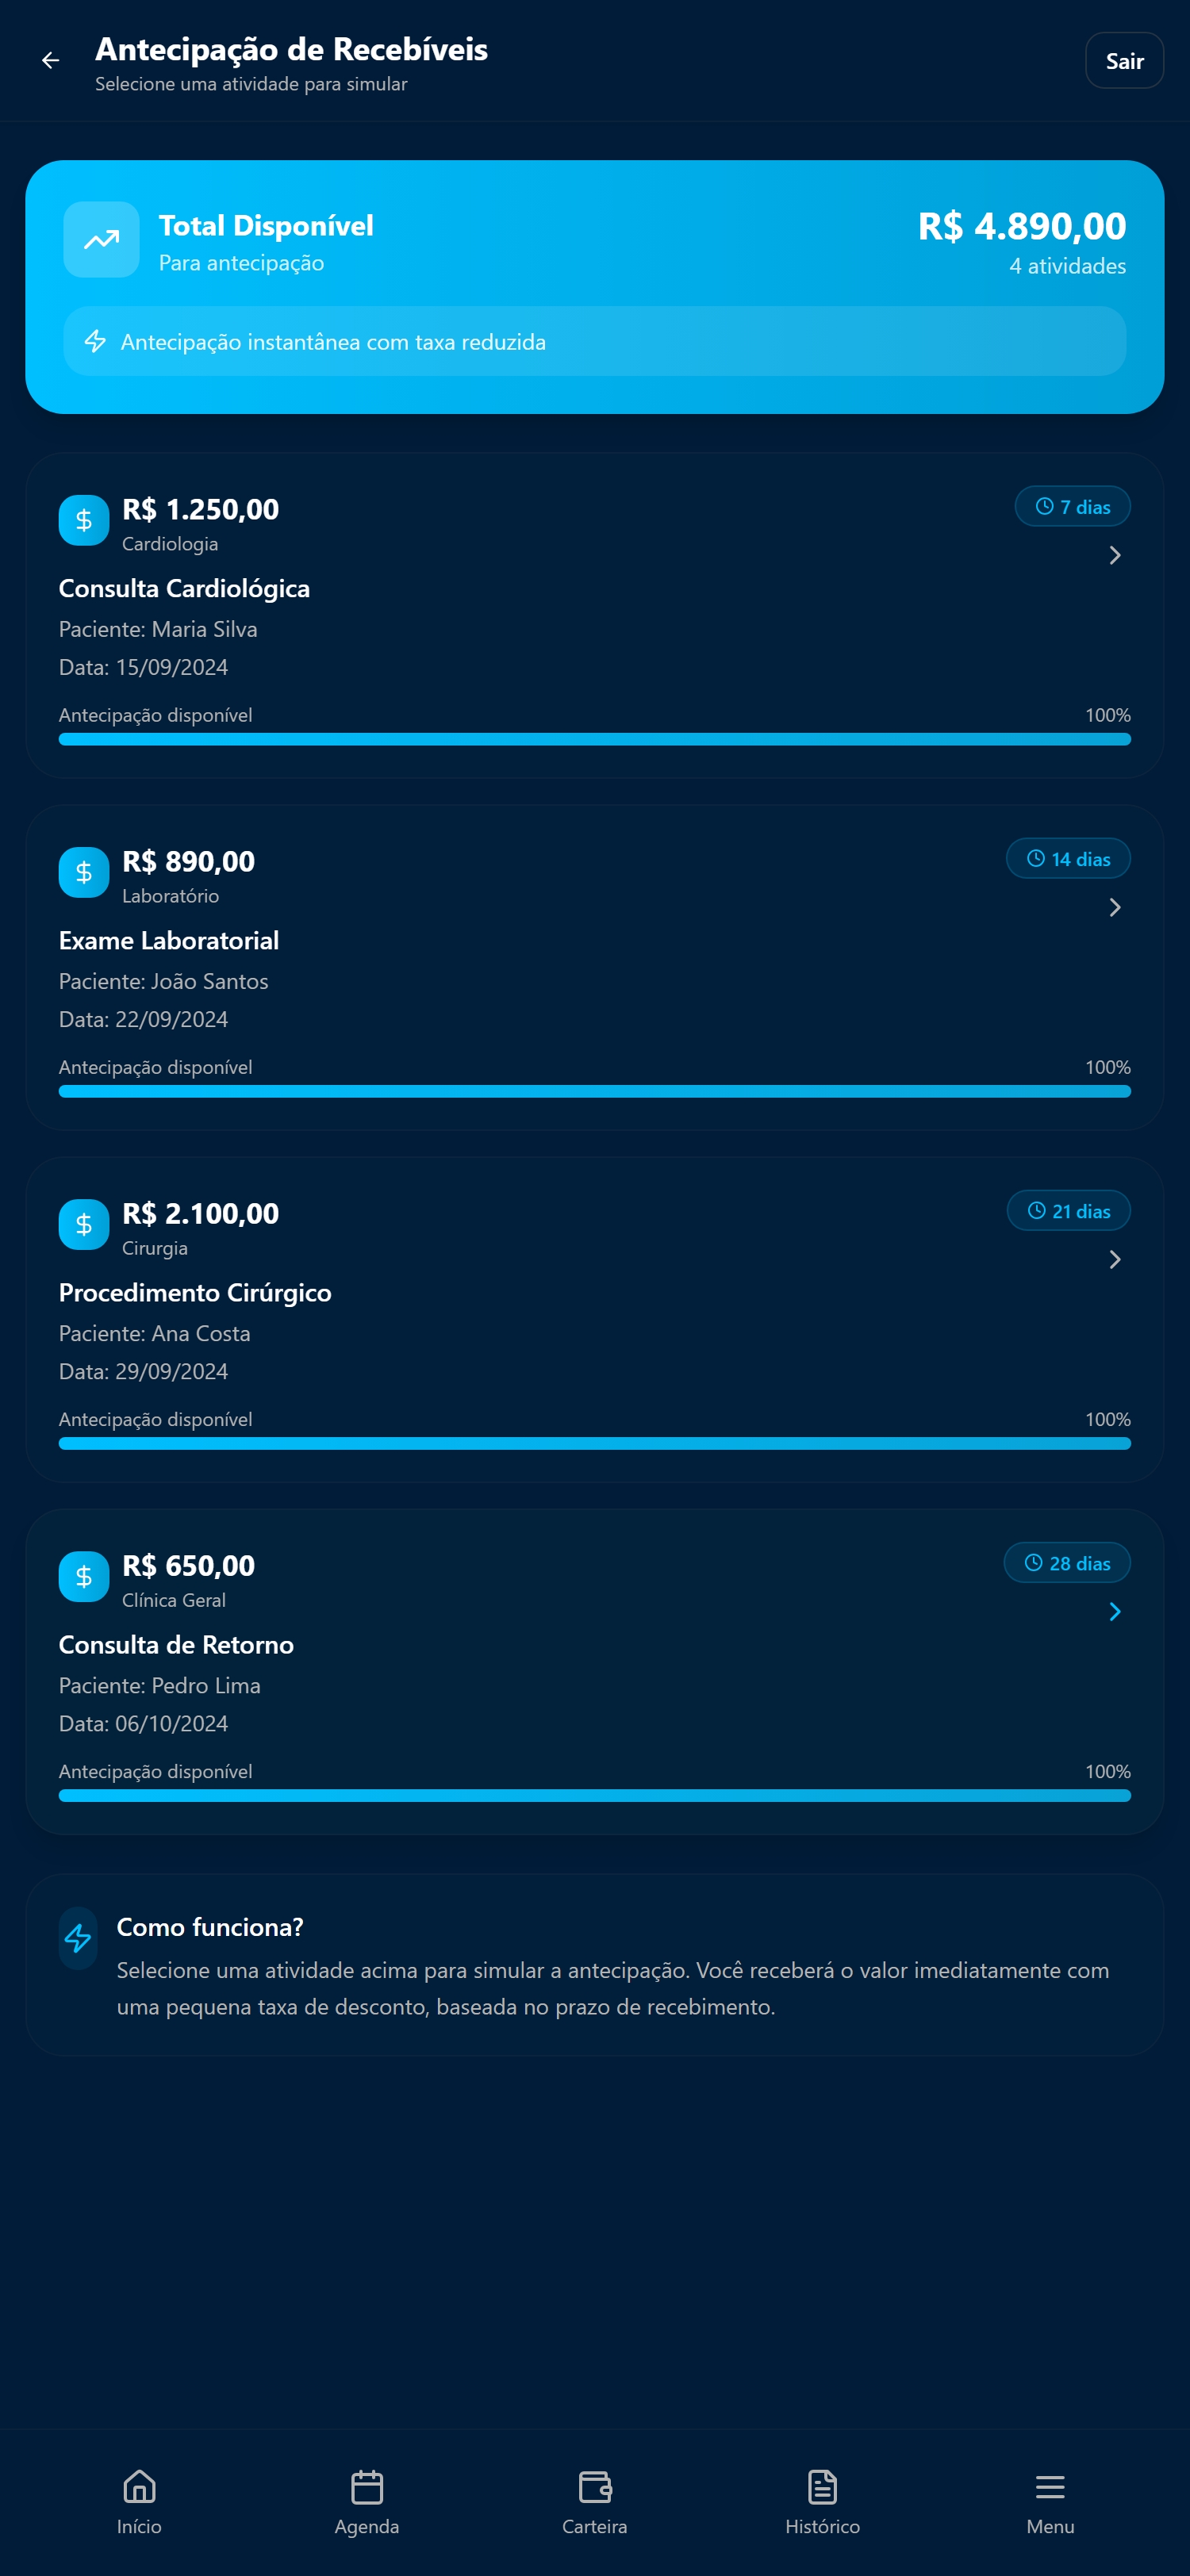 Antecipação de Recebíveis
Selecione uma atividade para simular
Sair
Total Disponível
Para antecipação
R$ 4.890,00
4 atividades
Antecipação instantânea com taxa reduzida
R$ 1.250,00
Cardiologia
7 dias
Consulta Cardiológica
Paciente: Maria Silva
Data: 15/09/2024
Antecipação disponível 100%
R$ 890,00
Laboratório
14 dias
Exame Laboratorial
Paciente: João Santos
Data: 22/09/2024
Antecipação disponível 100%
R$ 2.100,00
Cirurgia
21 dias
Procedimento Cirúrgico
Paciente: Ana Costa
Data: 29/09/2024
Antecipação disponível 100%
R$ 650,00
Clínica Geral
28 dias
Consulta de Retorno
Paciente: Pedro Lima
Data: 06/10/2024
Antecipação disponível 100%
Como funciona?
Selecione uma atividade acima para simular a antecipação. Você receberá o valor imediatamente com
uma pequena taxa de desconto, baseada no prazo de recebimento.
Início Agenda Carteira Histórico Menu